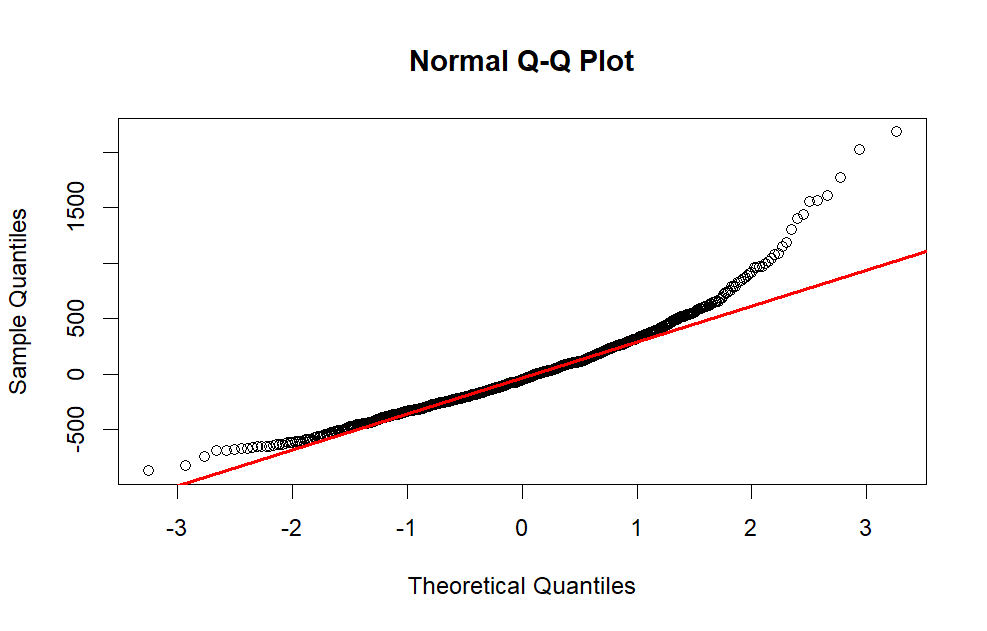 Normal Q-Q Plot
Sample Quantiles
1500
500
0
-500
-3 -2 -1 0 1 2 3
Theoretical Quantiles